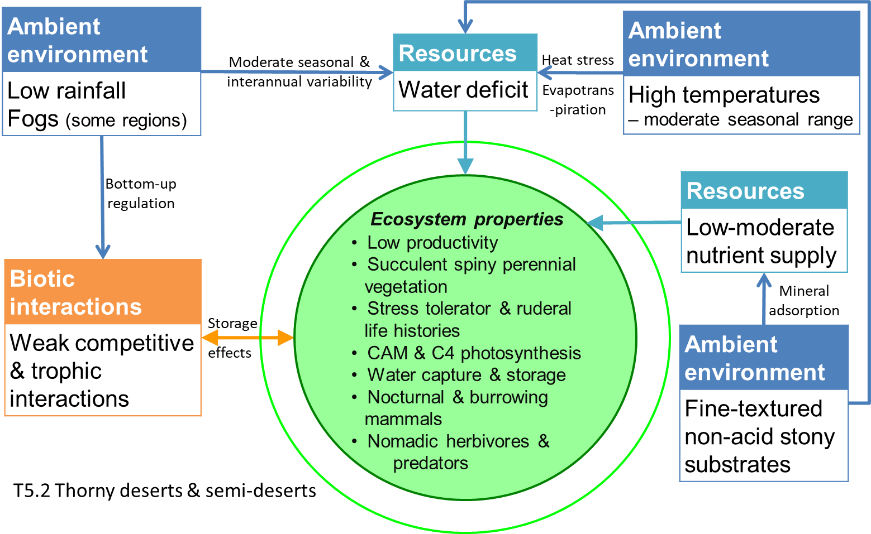 Ambient
environment
Low rainfall
Fogs (some regions)
Moderate seasonal &
interannual variability
Resources
Water deficit
Heat stress
Evapotrans
-piration
Ambient
environment
High temperatures
– moderate seasonal range
Bottom-up
regulation
Resources
Low-moderate
nutrient supply
Mineral
adsorption
Ambient
environment
Fine-textured
non-acid stony
substrates
Biotic
interactions
Weak competitive
& trophic
interactions
Storage
effects
Ecosystem properties
• Low productivity
• Succulent spiny perennial
vegetation
• Stress tolerator & ruderal
life histories
• CAM & C4 photosynthesis
• Water capture & storage
• Nocturnal & burrowing
mammals
• Nomadic herbivores &
predators
T5.2 Thorny deserts & semi-deserts